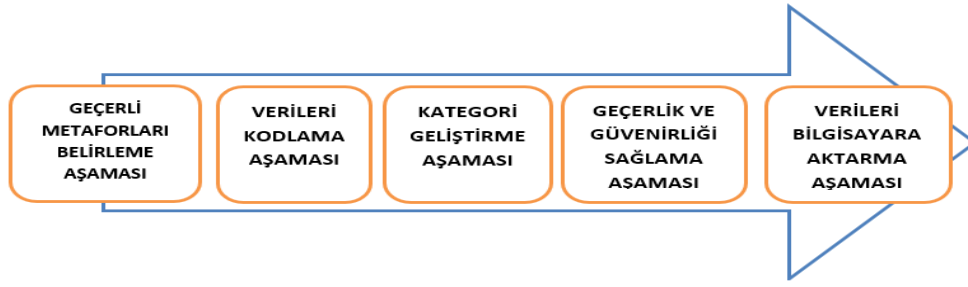 GEÇERLİ
METAFORLARI
BELİRLEME
AŞAMASI
VERİLERİ
KODLAMA
AŞAMASI
KATEGORİ
GELİŞTİRME
AŞAMASI
GEÇERLİK VE
GÜVENİRLİĞİ
SAĞLAMA
AŞAMASI
VERİLERİ
BİLGİSAYARA
AKTARMA
AŞAMASI